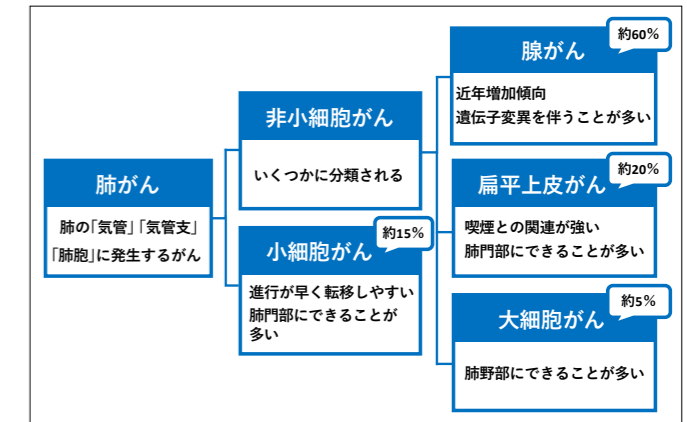 肺がん
肺の「気管」「気管支」
「肺胞」に発生するがん
非小細胞がん
いくつかに分類される
小細胞がん
約15%
進行が早く転移しやすい
肺門部にできることが
多い
腺がん
約60%
近年増加傾向
遺伝子変異を伴うことが多い
扁平上皮がん
約20%
喫煙との関連が強い
肺門部にできることが多い
大細胞がん
約5%
肺野部にできることが多い